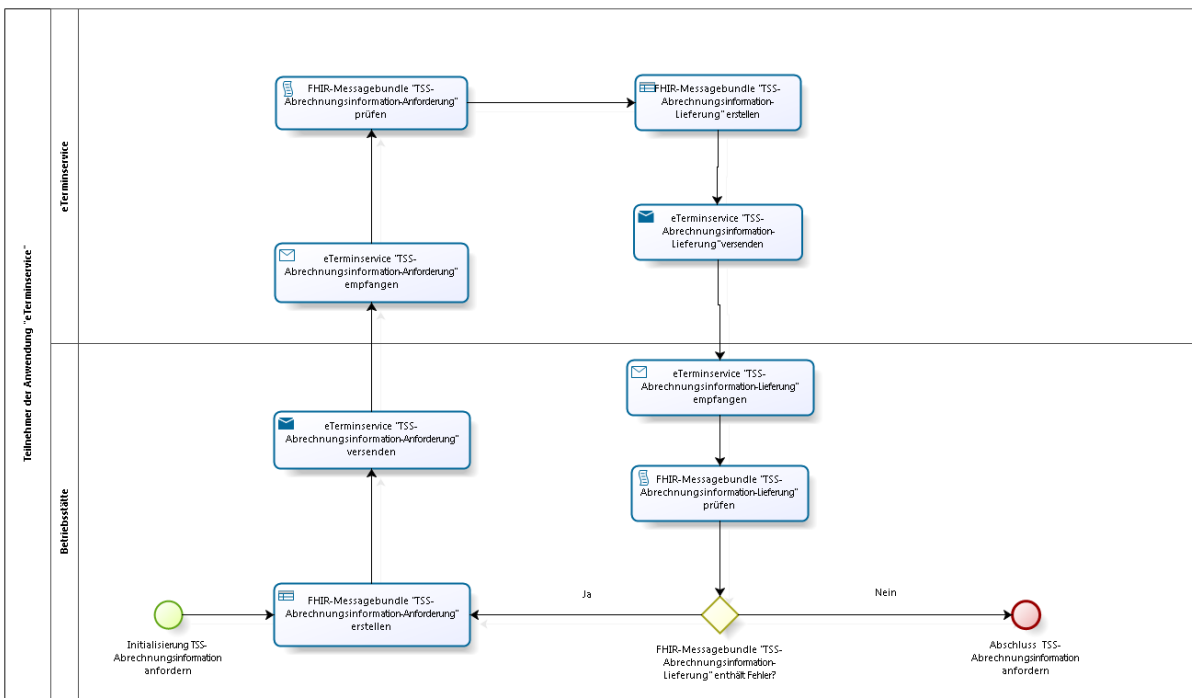 Teilnehmer der Anwendung "eTerminservice"
eTerminservice
FHIR-Messagebundle "TSS-
Abrechnungsinformation-Anforderung"
prüfen
FHIR-Messagebundle "TSS-
Abrechnungsinformation-
Lieferung" erstellen
eTerminservice "TSS-
Abrechnungsinformation-
Lieferung" versenden
eTerminservice "TSS-
Abrechnungsinformation-Anforderung"
empfangen
Betriebsstätte
eTerminservice "TSS-
Abrechnungsinformation-Lieferung"
empfangen
eTerminservice "TSS-
Abrechnungsinformation-Anforderung"
versenden
FHIR-Messagebundle "TSS-
Abrechnungsinformation-Lieferung"
prüfen
Initialisierung TSS-
Abrechnungsinformation
anfordern
FHIR-Messagebundle "TSS-
Abrechnungsinformation-Anforderung"
erstellen
Ja
FHIR-Messagebundle "TSS-
Abrechnungsinformation-
Lieferung" enthält Fehler?
Nein
Abschluss TSS-
Abrechnungsinformation
anfordern